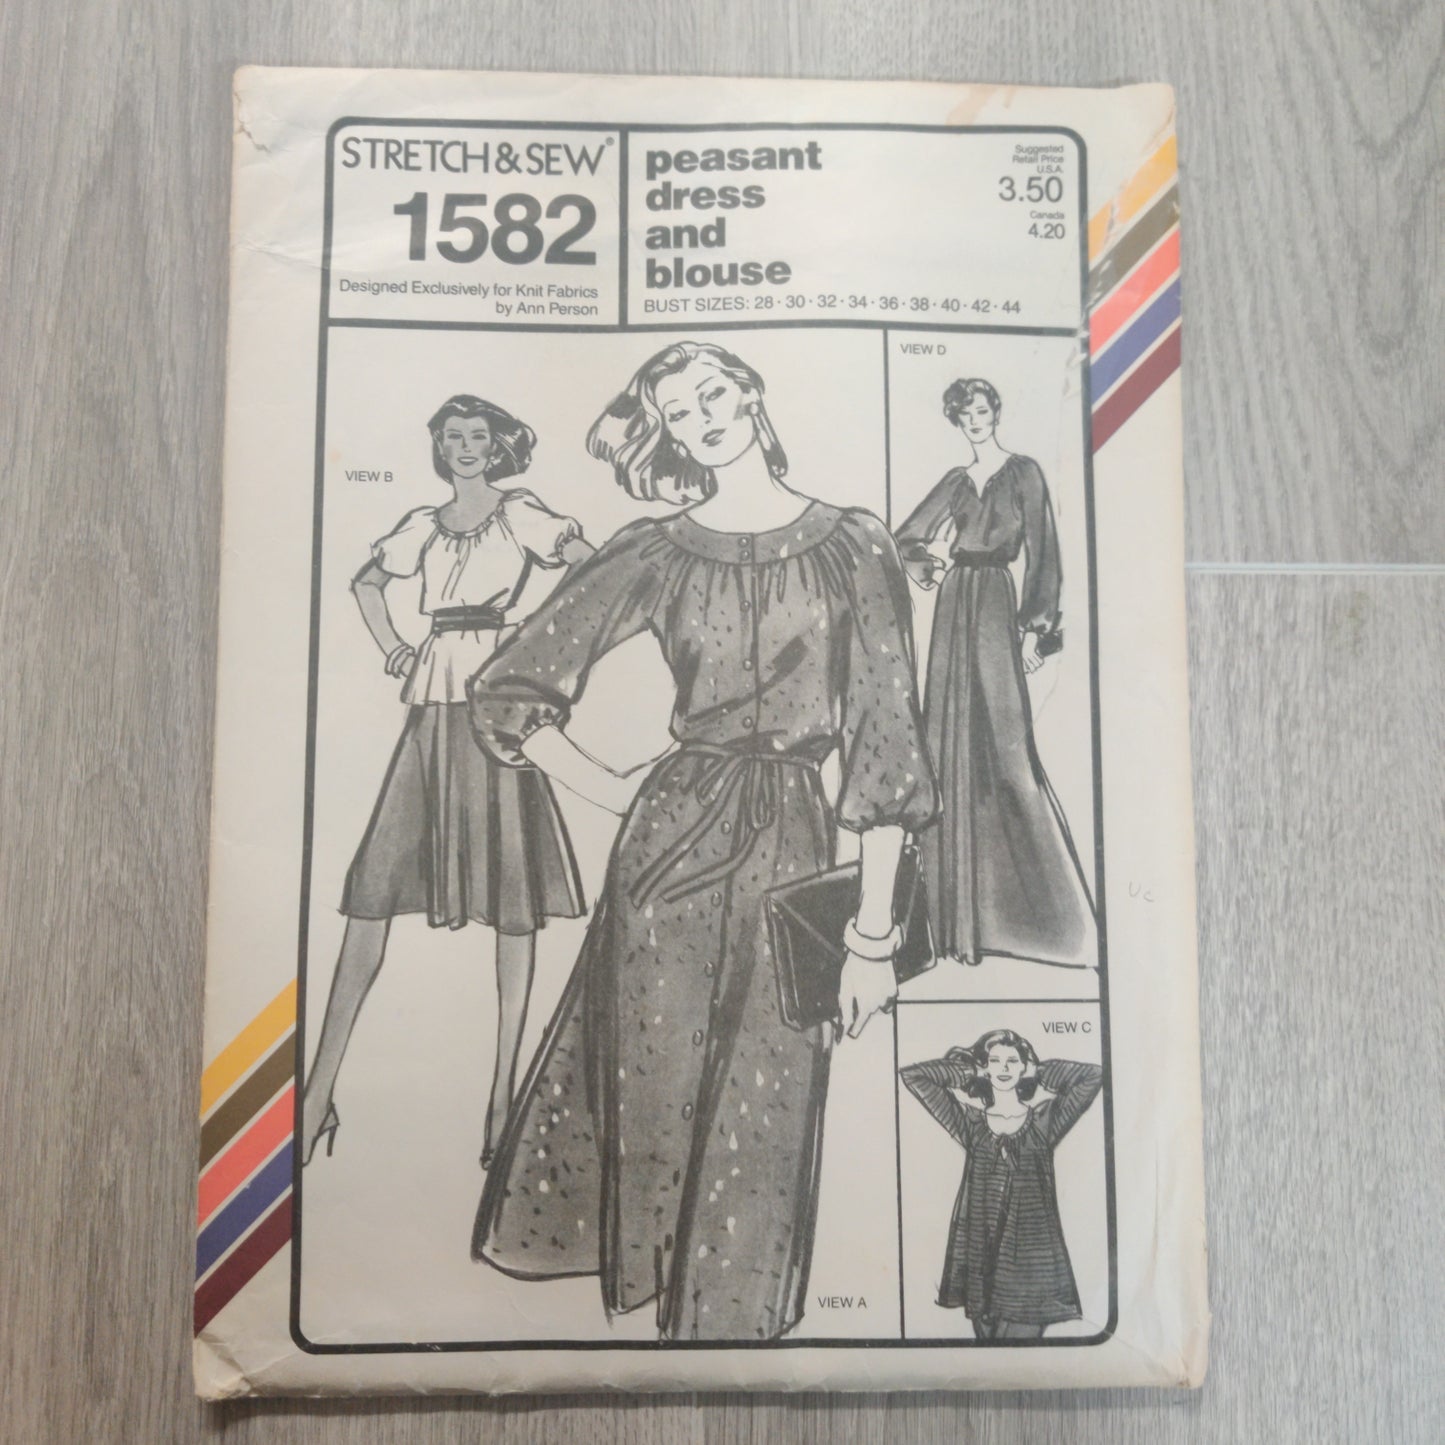 STRETCH & SEW®
1582
Designed Exclusively for Knit Fabrics
by Ann Person
peasant
dress
and
blouse
BUST SIZES: 28 · 30 · 32 · 34 · 36 · 38 · 40 · 42 · 44
Suggested
Retail Price
U.S.A.
3.50
Canada
4.20
VIEW B
VIEW D
VIEW C
VIEW A